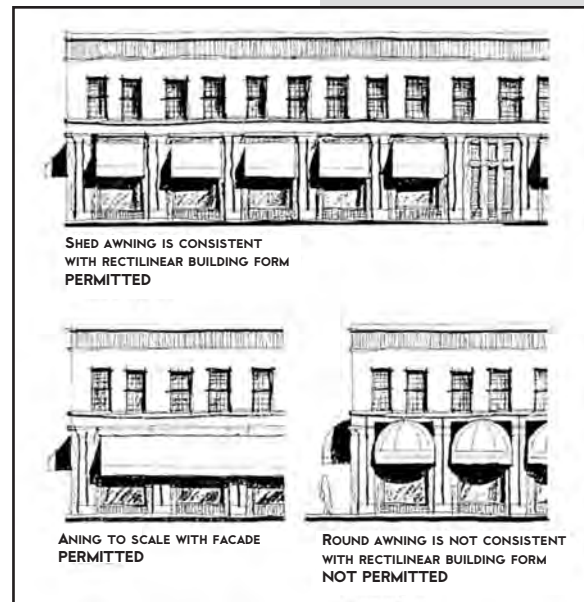 SHED AWNING IS CONSISTENT
WITH RECTILINEAR BUILDING FORM
PERMITTED
ANING TO SCALE WITH FACADE
PERMITTED
ROUND AWNING IS NOT CONSISTENT
WITH RECTILINEAR BUILDING FORM
NOT PERMITTED